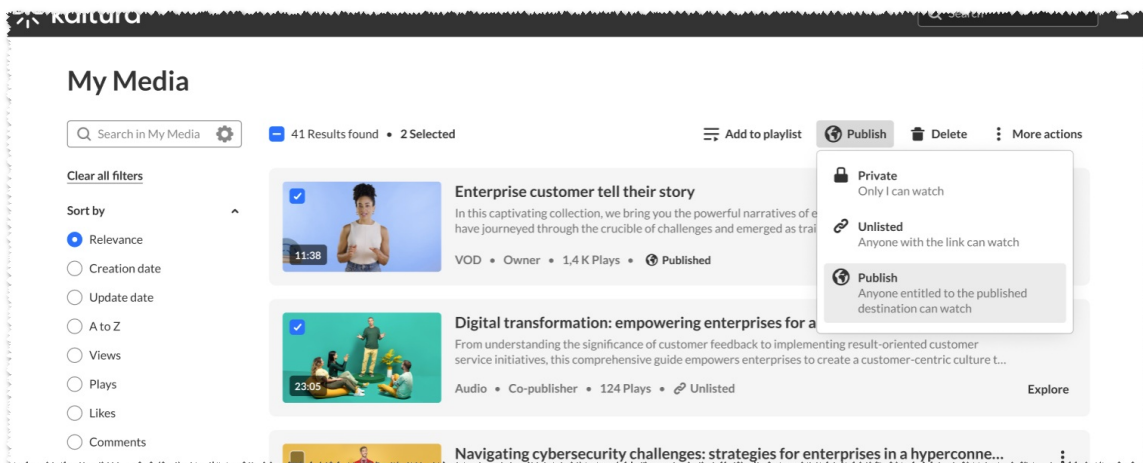 kaltura
Search
My Media
Search in My Media
41 Results found • 2 Selected
Add to playlist
Publish
Delete
More actions
Clear all filters
Sort by
Relevance
Creation date
Update date
A to Z
Views
Plays
Likes
Comments
Enterprise customer tell their story
In this captivating collection, we bring you the powerful narratives of e
have journeyed through the crucible of challenges and emerged as trai
11:38
VOD • Owner • 1,4 K Plays • Published
Private
Only I can watch
Unlisted
Anyone with the link can watch
Publish
Anyone entitled to the published
destination can watch
Digital transformation: empowering enterprises for a
From understanding the significance of customer feedback to implementing result-oriented customer
service initiatives, this comprehensive guide empowers enterprises to create a customer-centric culture t...
23:05
Audio • Co-publisher • 124 Plays • Unlisted
Explore
Navigating cybersecurity challenges: strategies for enterprises in a hyperconne...